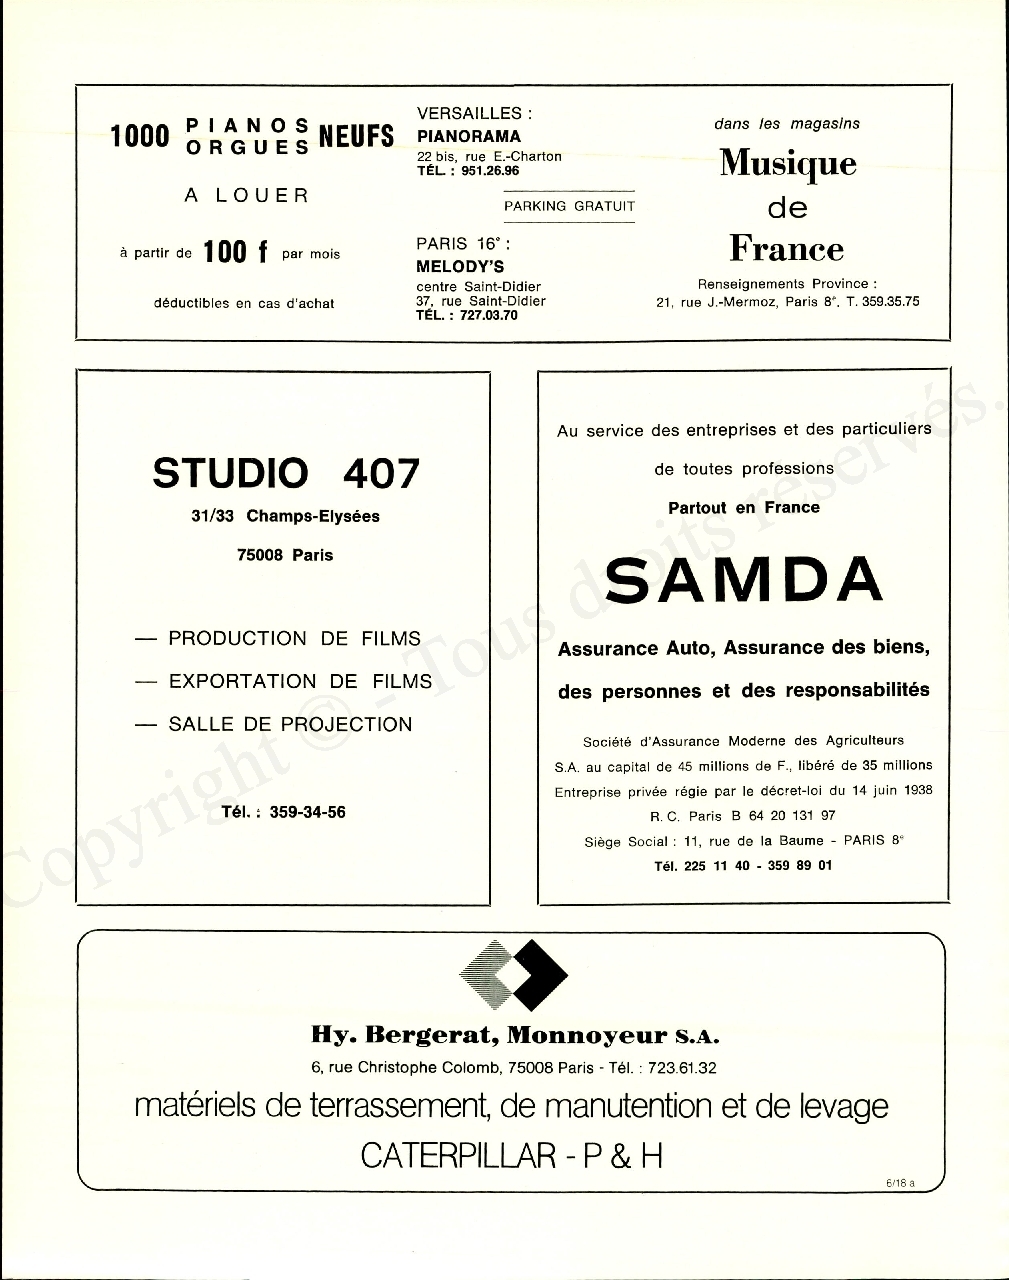 1000 PIANOS ORGUES NEUFS
A LOUER
à partir de 100 f par mois
déductibles en cas d'achat
VERSAILLES :
PIANORAMA
22 bis, rue E.-Charton
TÉL. : 951.26.96
PARKING GRATUIT
PARIS 16° :
MELODY'S
centre Saint-Didier
37, rue Saint-Didier
TÉL. : 727.03.70
dans les magasins
Musique
de
France
Renseignements Province :
21, rue J.-Mermoz, Paris 8°. T. 359.35.75
STUDIO 407
31/33 Champs-Elysées
75008 Paris
— PRODUCTION DE FILMS
— EXPORTATION DE FILMS
— SALLE DE PROJECTION
Tél. : 359-34-56
Au service des entreprises et des particuliers
de toutes professions
Partout en France
SAMDA
Assurance Auto, Assurance des biens,
des personnes et des responsabilités
Société d'Assurance Moderne des Agriculteurs
S.A. au capital de 45 millions de F., libéré de 35 millions
Entreprise privée régie par le décret-loi du 14 juin 1938
R.C. Paris B 64 20 131 97
Siège Social : 11, rue de la Baume - PARIS 8°
Tél. 225 11 40 - 359 89 01
Hy. Bergerat, Monnoyeur S.A.
6, rue Christophe Colomb, 75008 Paris - Tél. : 723.61.32
matériels de terrassement, de manutention et de levage
CATERPILLAR - P & H
6/18 a
Copyright © - Tous droits réservés.